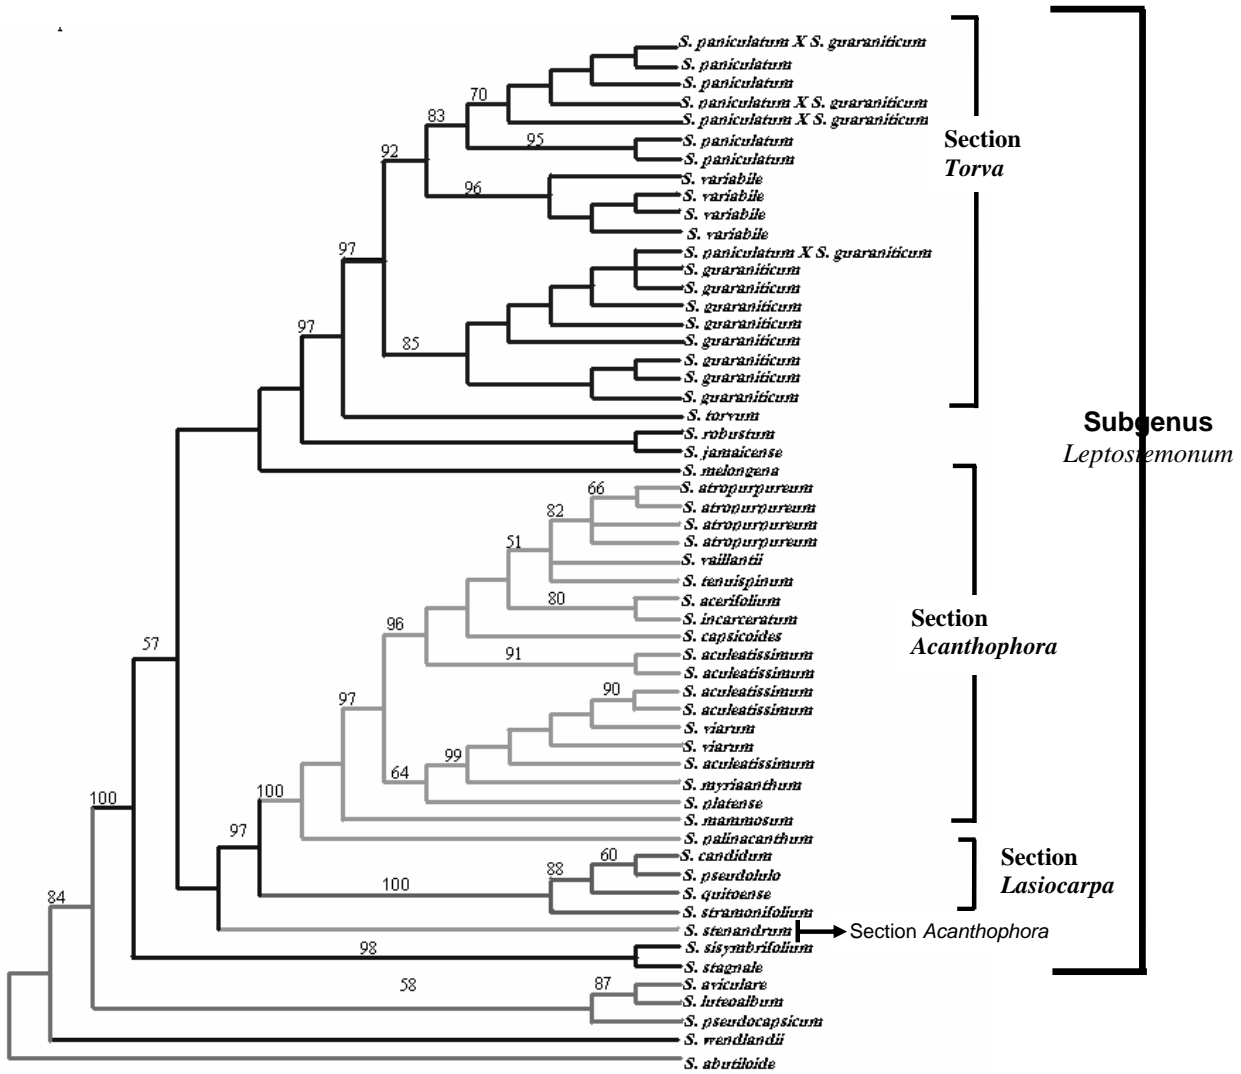 S. paniculatum X S. guaraniticum
S. paniculatum
S. paniculatum
70
S. paniculatum X S. guaraniticum
83
S. paniculatum X S. guaraniticum
95
S. paniculatum
Section
92
S. paniculatum
Torva
S. variabile
96
S. variabile
S. variabile
S. variabile
97
S. paniculatum X S. guaraniticum
S. guaraniticum
S. guaraniticum
S. guaraniticum
97
S. guaraniticum
85
S. guaraniticum
S. guaraniticum
S. guaraniticum
S. guaraniticum
S. torvum
Subgenus
S. robustum
S. jamaicense
Leptostemonum
S. melongena
66
S. atropurpureum
82
S. atropurpureum
S. atropurpureum
51
S. atropurpureum
S. vaillantii
S. tenuispinum
80
S. acerifolium
96
S. incarceratum
Section
S. capsicoides
Acanthophora
57
91
S. aculeatissimum
S. aculeatissimum
97
90
S. aculeatissimum
S. aculeatissimum
S. viarum
99
S. viarum
64
S. aculeatissimum
S. myriaanthum
100
100
S. platense
S. mammosum
97
S. palinacanthum
60
S. candidum
Section
88
S. pseudolulo
Lasiocarpa
100
S. quitoense
84
S. stramonifolium
S. stenandrum
Section Acanthophora
98
S. sisymbrifolium
S. stagnale
58
87
S. aviculare
S. luteoalbum
S. pseudocapsicum
S. wendlandii
S. abutiloide